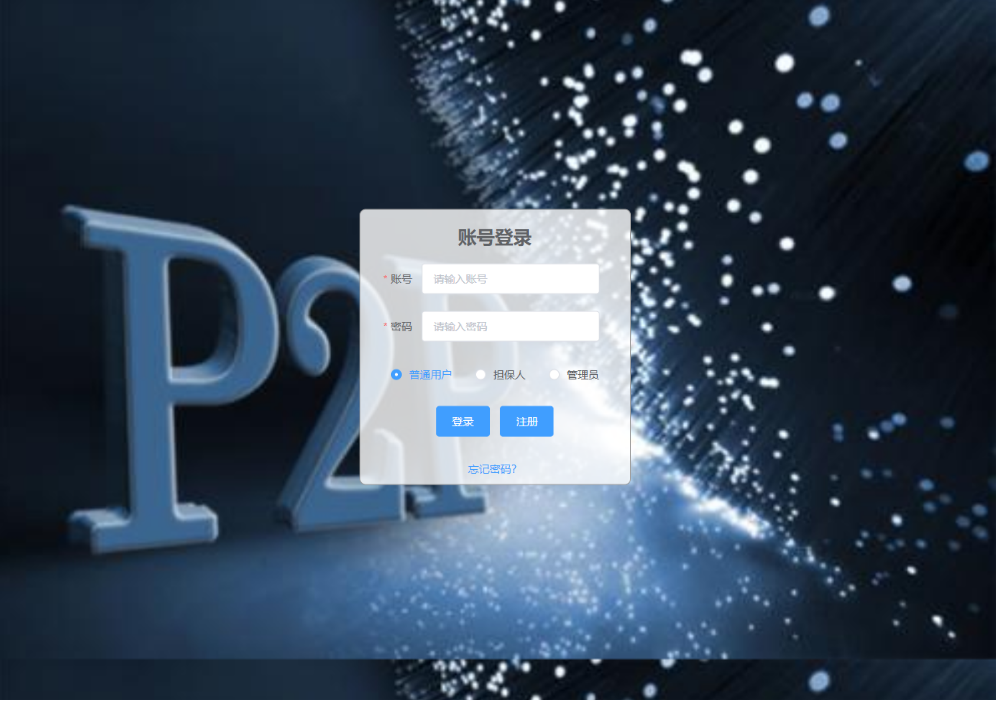 P2P
账号登录
* 账号 请输入账号
* 密码 请输入密码
普通用户 担保人 管理员
登录 注册
忘记密码?